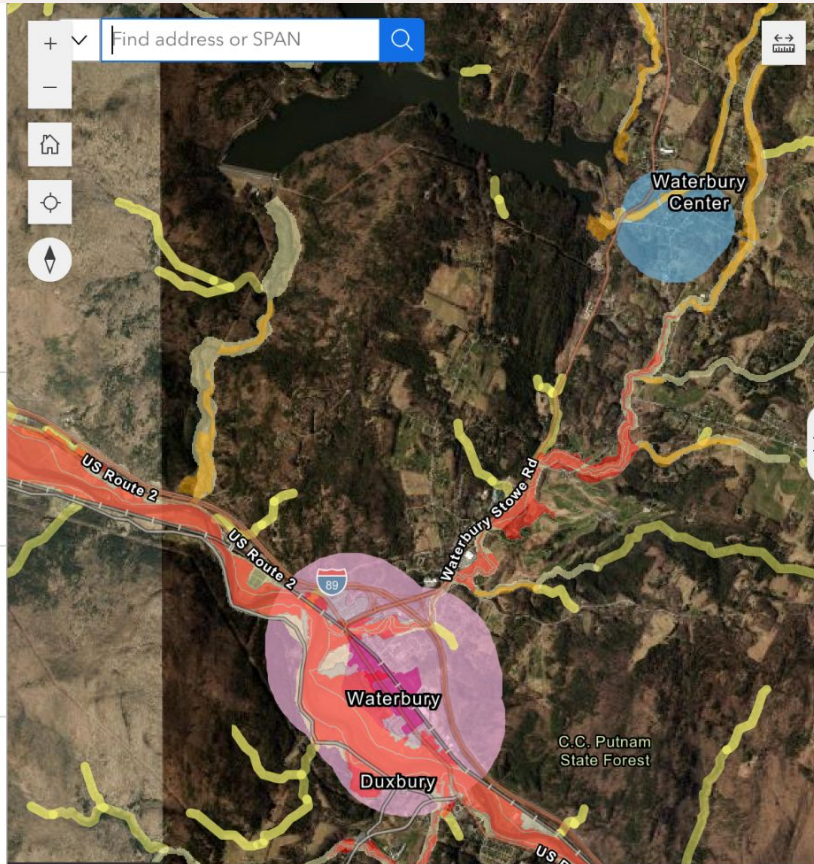 +
Find address or SPAN
−
Waterbury
Center
US Route 2
US Route 2
89
Waterbury Stowe Rd
Waterbury
Duxbury
C.C. Putnam
State Forest